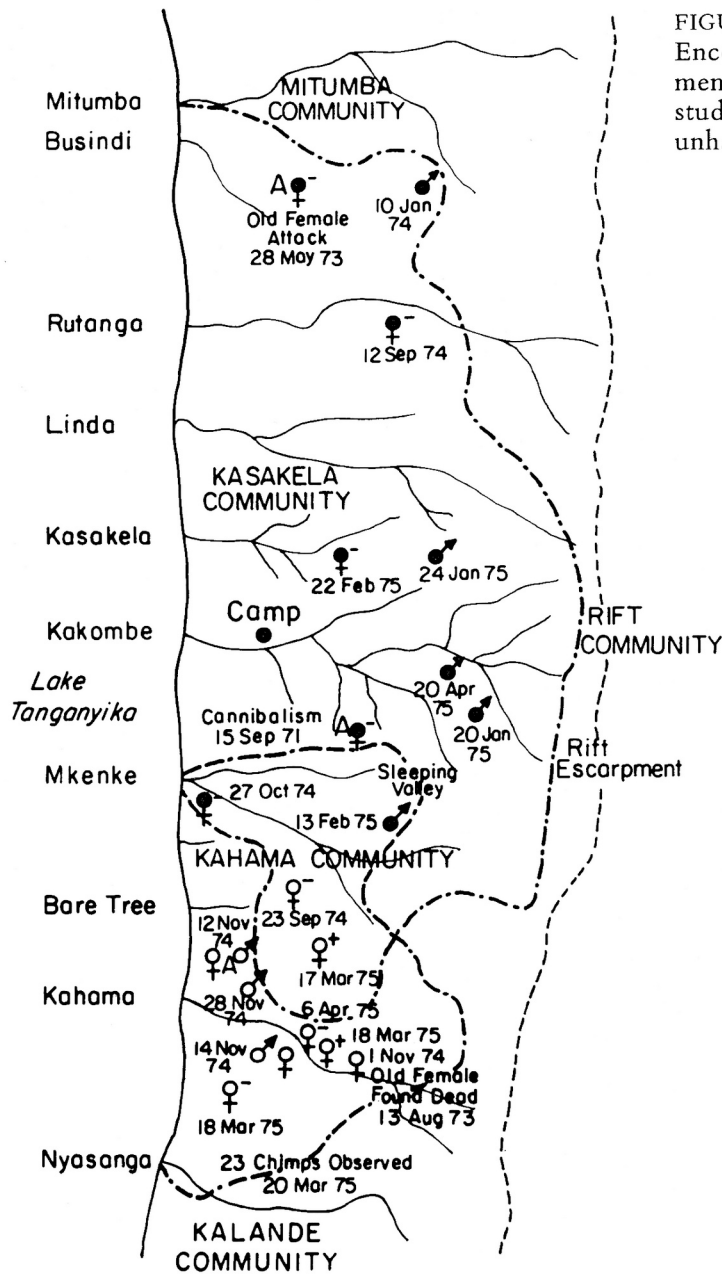 FIGU
Enc
men
stud
unh
MITUMBA
COMMUNITY
Mitumba
Busindi
A
Old Female
Attack
28 May 73
10 Jan
74
Rutanga
12 Sep 74
Linda
KASAKELA
COMMUNITY
Kasakela
22 Feb 75
24 Jan 75
Camp
Kakombe
RIFT
COMMUNITY
Lake
Tanganyika
20 Apr
75
20 Jan
75
Cannibalism
15 Sep 71
A
Rift
Escarpment
Mkenke
Sleeping
Valley
27 Oct 74
13 Feb 75
KAHAMA COMMUNITY
Bare Tree
23 Sep 74
12 Nov
74
A
17 Mar 75
Kahama
28 Nov
74
6 Apr 75
18 Mar 75
14 Nov
74
1 Nov 74
Old Female
Found Dead
13 Aug 73
18 Mar 75
Nyasanga
23 Chimps Observed
20 Mar 75
KALANDE
COMMUNITY